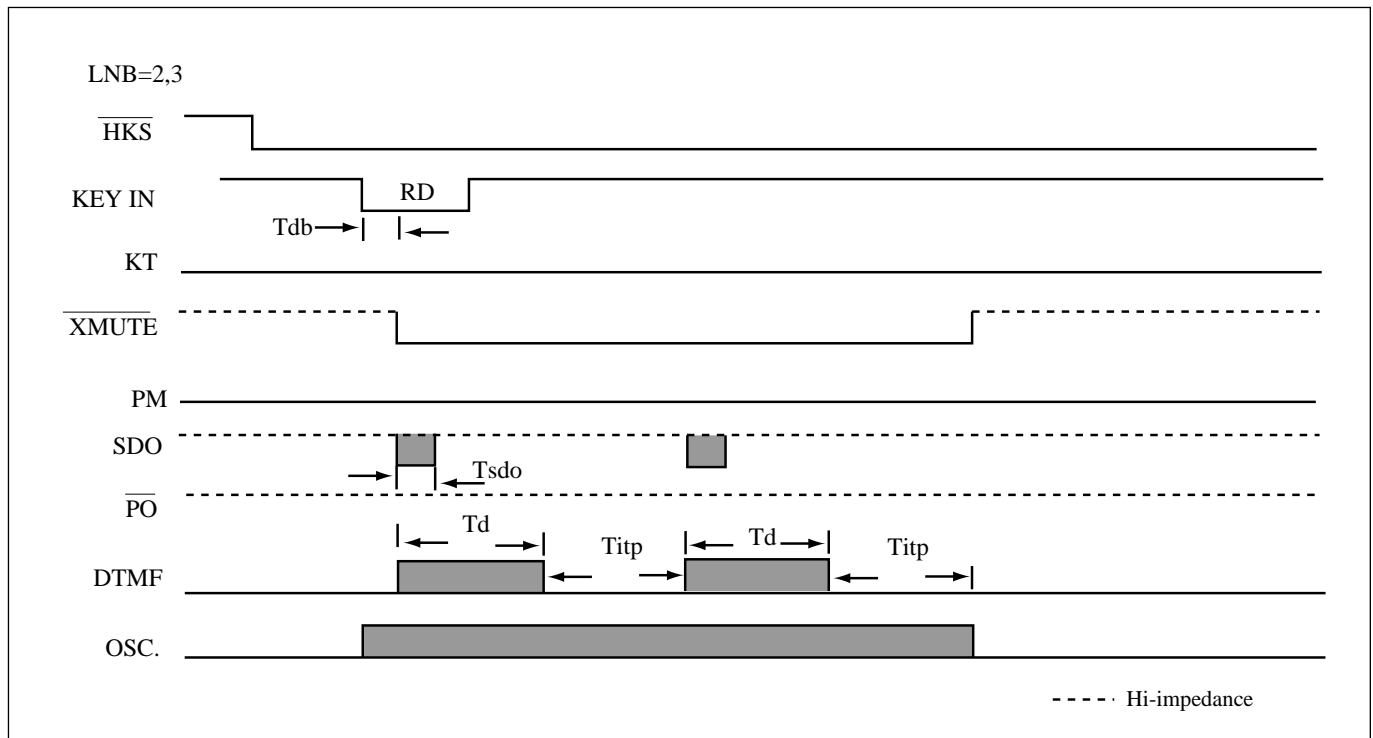 LNB=2,3
HKS
KEY IN
RD
Tdb
KT
XMUTE
PM
SDO
Tsdo
PO
Td
Titp
Td
Titp
DTMF
OSC.
Hi-impedance